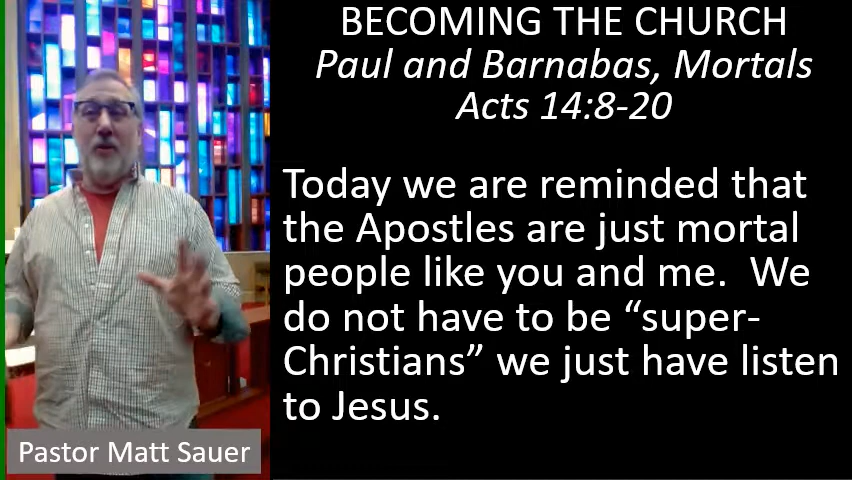 BECOMING THE CHURCH
Paul and Barnabas, Mortals
Acts 14:8-20
Today we are reminded that
the Apostles are just mortal
people like you and me.  We
do not have to be “super-
Christians” we just have listen
to Jesus.
Pastor Matt Sauer